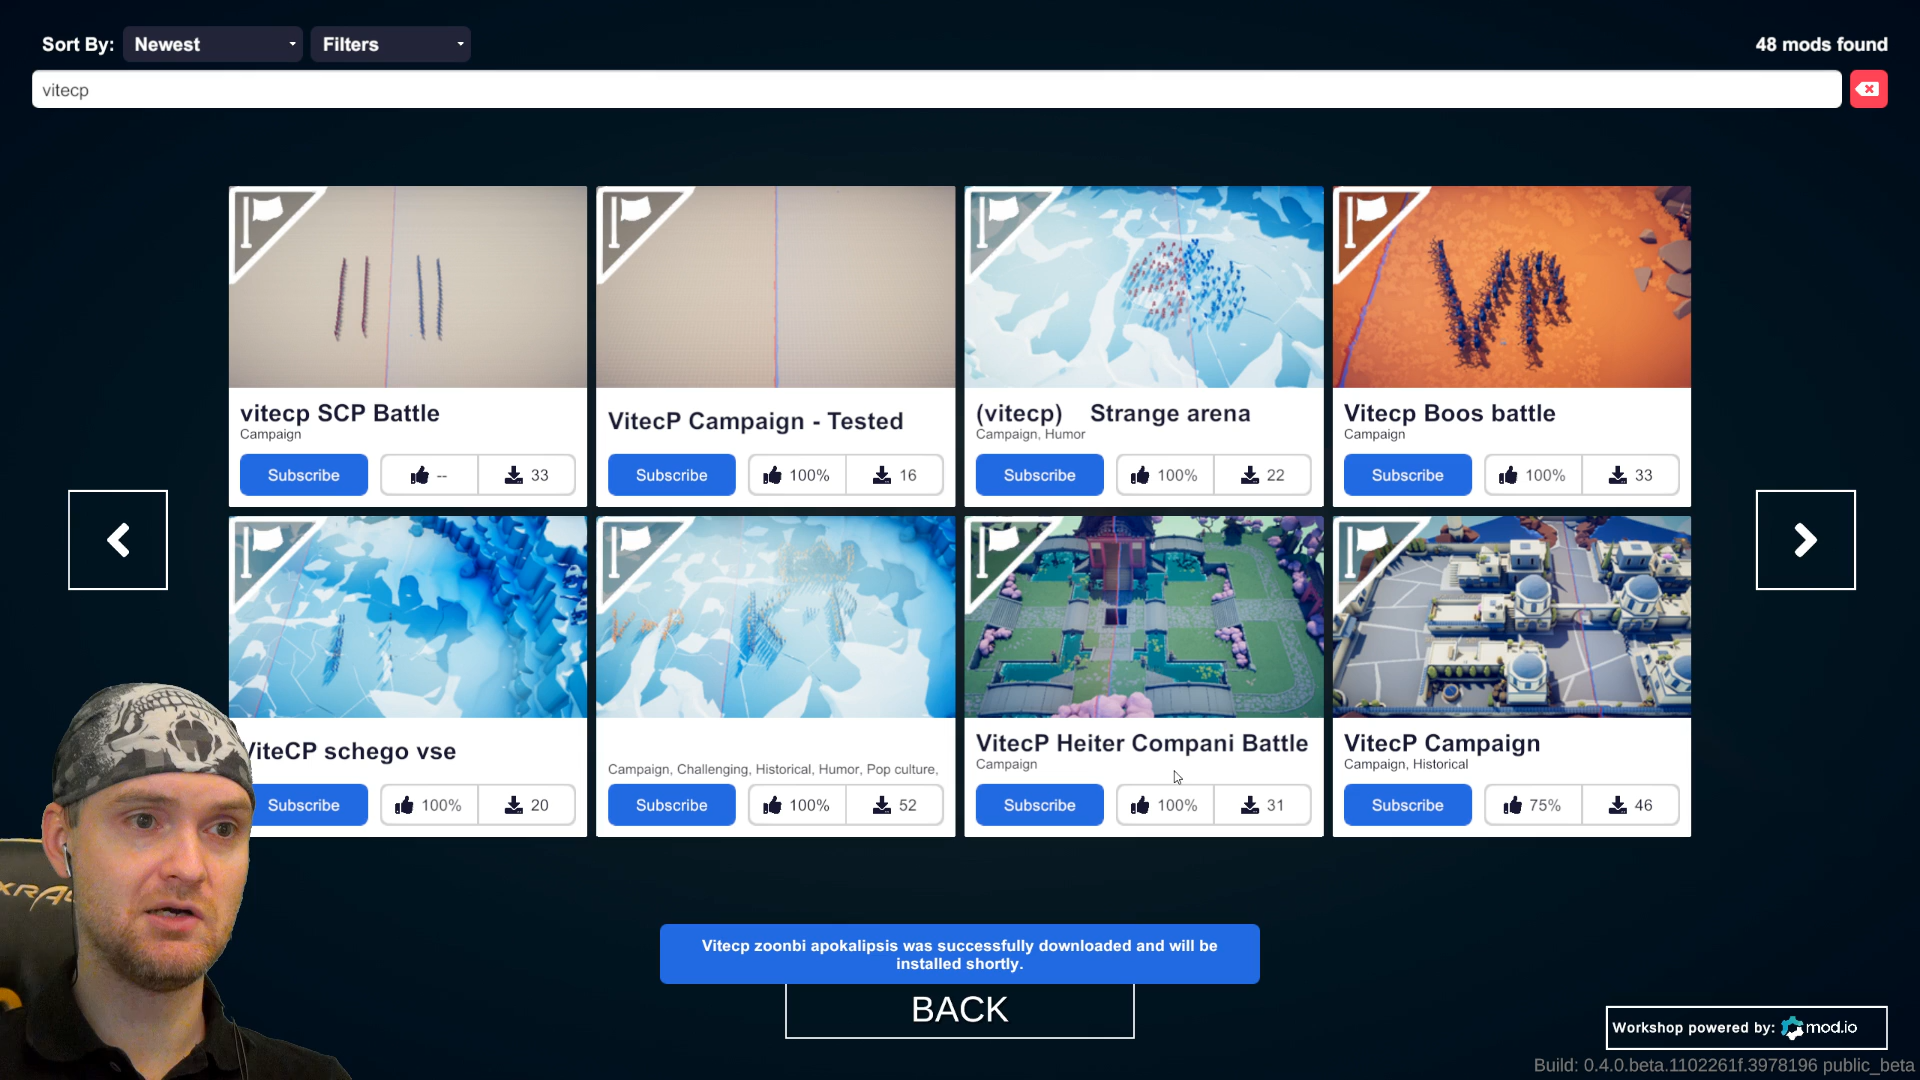 Sort By: Newest Filters 48 mods found
vitecp
vitecp SCP Battle
Campaign
Subscribe -- 33
VitecP Campaign - Tested
Subscribe 100% 16
(vitecp) Strange arena
Campaign, Humor
Subscribe 100% 22
Vitecp Boos battle
Campaign
Subscribe 100% 33
ViteCP schego vse
Subscribe 100% 20
Campaign, Challenging, Historical, Humor, Pop culture,
Subscribe 100% 52
VitecP Heiter Compani Battle
Campaign
Subscribe 100% 31
VitecP Campaign
Campaign, Historical
Subscribe 75% 46
Vitecp zoonbi apokalipsis was successfully downloaded and will be
installed shortly.
BACK
Workshop powered by: mod.io
Build: 0.4.0.beta.1102261f.3978196 public_beta